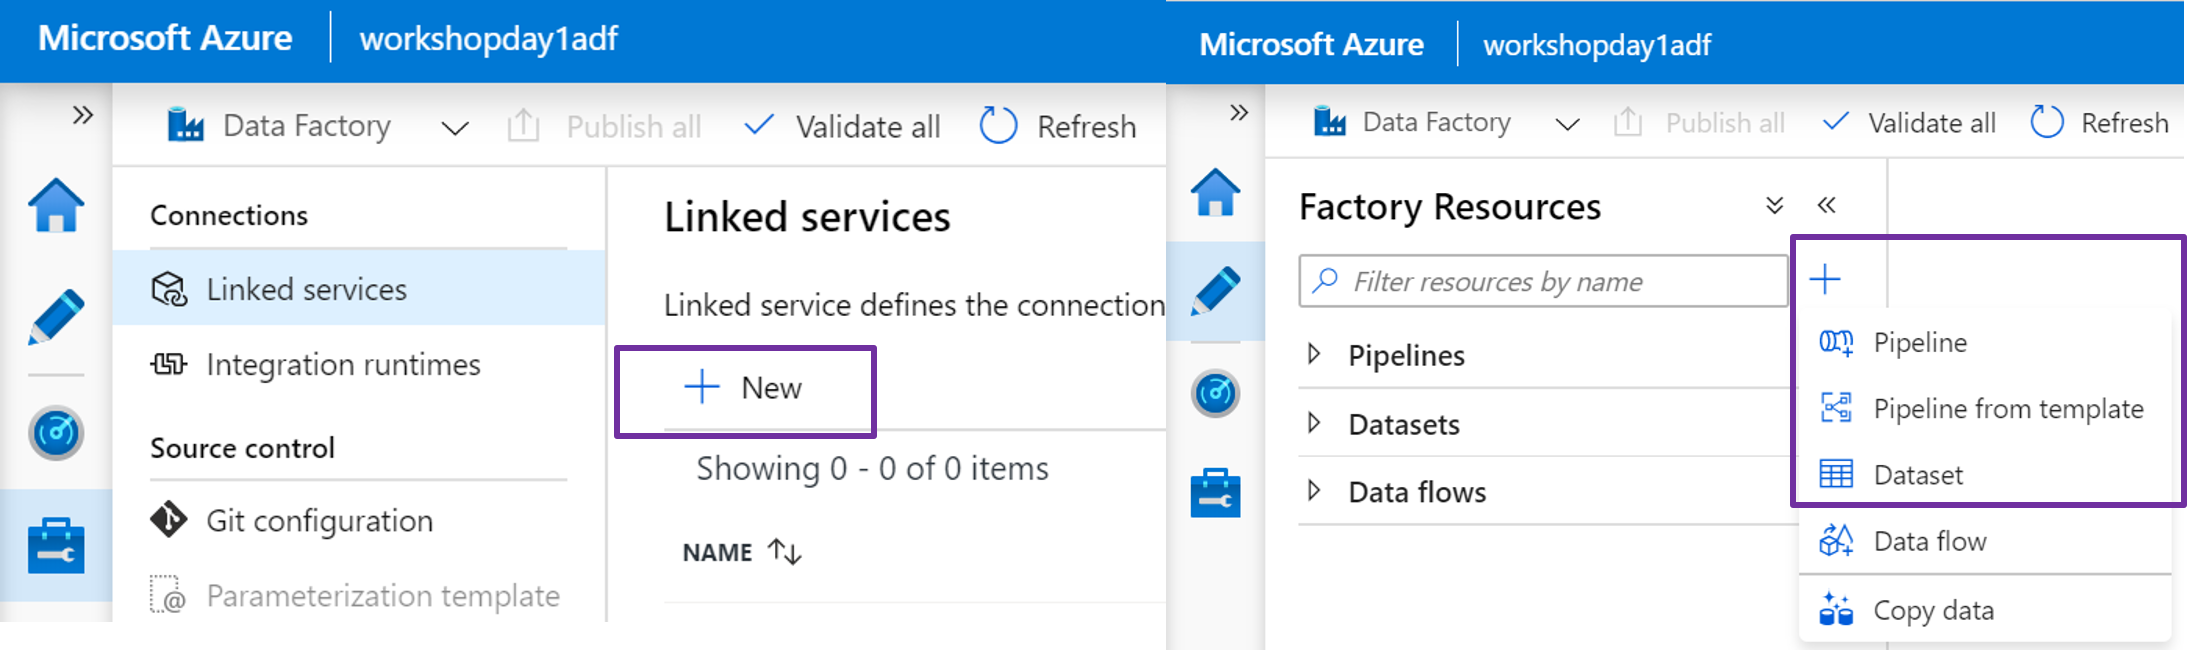 Microsoft Azure
workshopday1adf
Data Factory
Publish all
Validate all
Refresh
Connections
Linked services
Integration runtimes
Source control
Git configuration
Parameterization template
Linked services
Linked service defines the connection
New
Showing 0 - 0 of 0 items
NAME
Microsoft Azure
workshopday1adf
Data Factory
Publish all
Validate all
Refresh
Factory Resources
Filter resources by name
Pipelines
Datasets
Data flows
Pipeline
Pipeline from template
Dataset
Data flow
Copy data